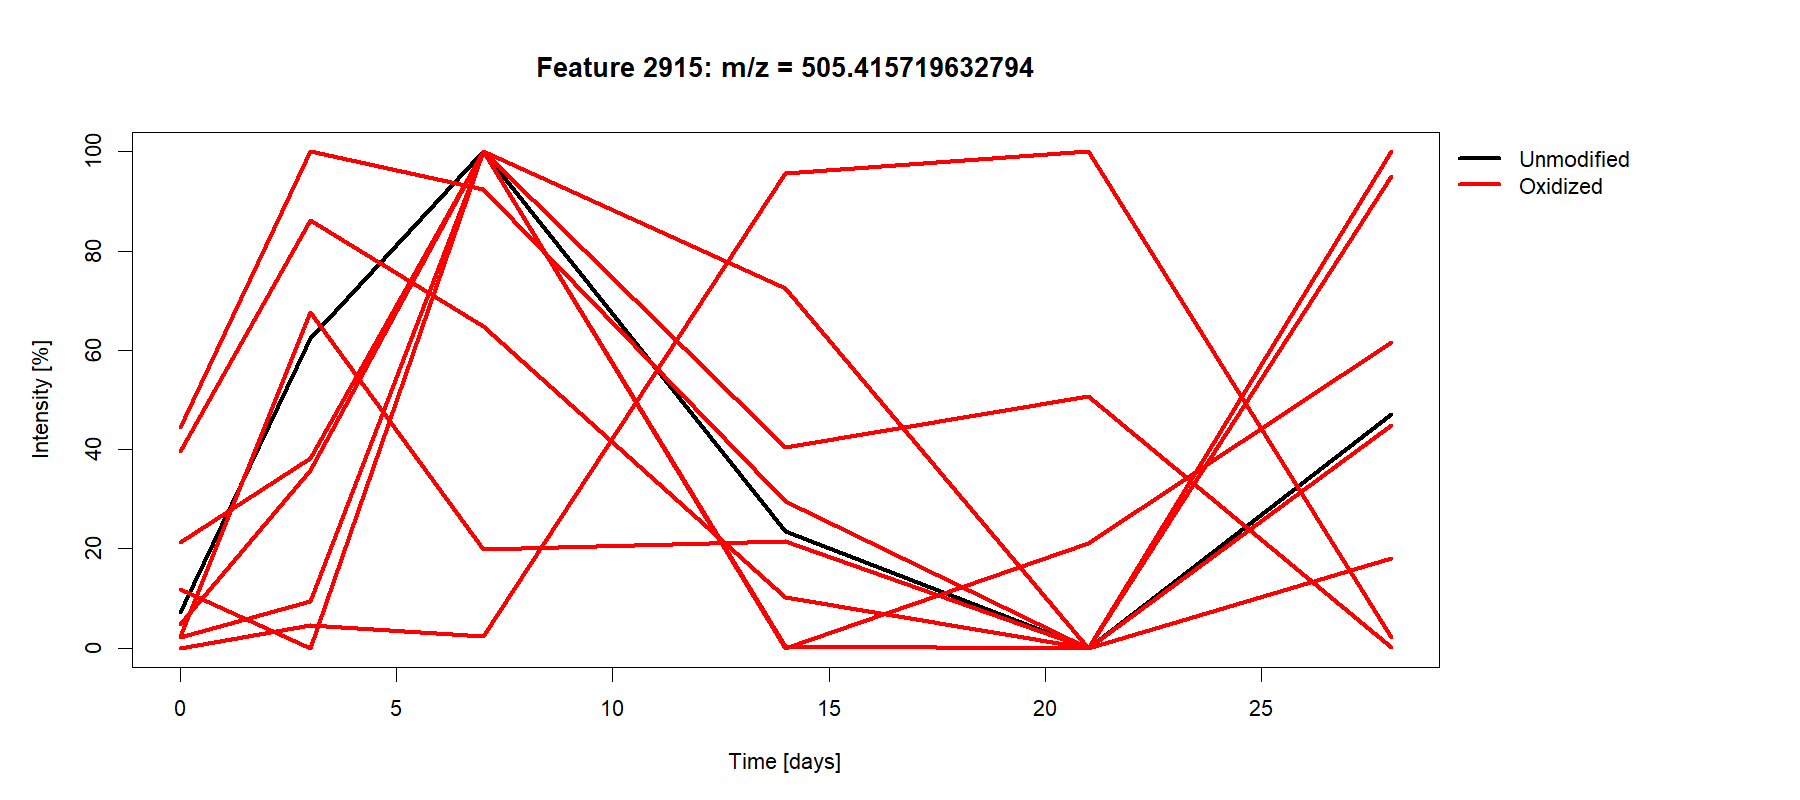 Feature 2915: m/z = 505.415719632794
Unmodified
Oxidized
Intensity [%]
100
80
60
40
20
0
0 5 10 15 20 25
Time [days]